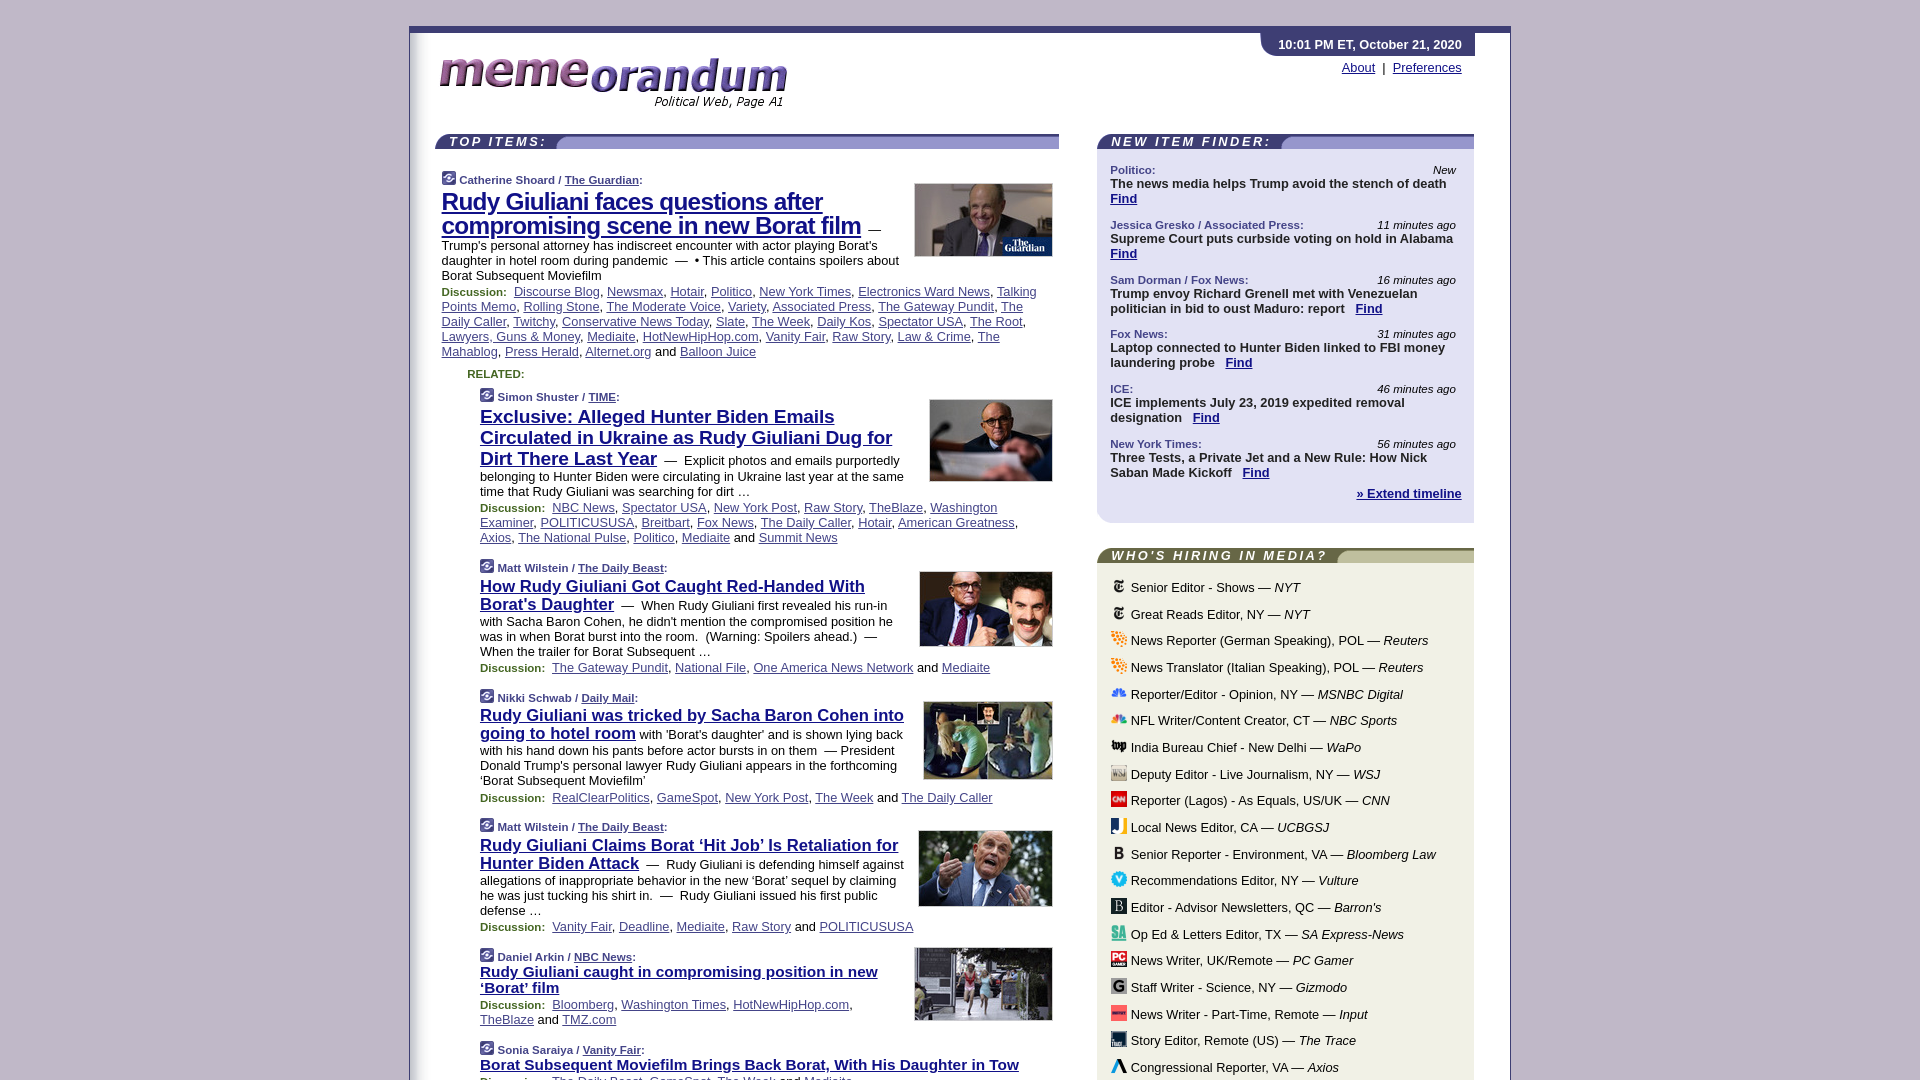 10:01 PM ET, October 21, 2020
About | Preferences
memeorandum
Political Web, Page A1
TOP ITEMS:
Catherine Shoard / The Guardian:
Rudy Giuliani faces questions after
compromising scene in new Borat film —
Trump's personal attorney has indiscreet encounter with actor playing Borat's
daughter in hotel room during pandemic — • This article contains spoilers about
Borat Subsequent Moviefilm
The
Guardian
Discussion: Discourse Blog, Newsmax, Hotair, Politico, New York Times, Electronics Ward News, Talking
Points Memo, Rolling Stone, The Moderate Voice, Variety, Associated Press, The Gateway Pundit, The
Daily Caller, Twitchy, Conservative News Today, Slate, The Week, Daily Kos, Spectator USA, The Root,
Lawyers, Guns & Money, Mediaite, HotNewHipHop.com, Vanity Fair, Raw Story, Law & Crime, The
Mahablog, Press Herald, Alternet.org and Balloon Juice
RELATED:
Simon Shuster / TIME:
Exclusive: Alleged Hunter Biden Emails
Circulated in Ukraine as Rudy Giuliani Dug for
Dirt There Last Year — Explicit photos and emails purportedly
belonging to Hunter Biden were circulating in Ukraine last year at the same
time that Rudy Giuliani was searching for dirt …
Discussion: NBC News, Spectator USA, New York Post, Raw Story, TheBlaze, Washington
Examiner, POLITICUSUSA, Breitbart, Fox News, The Daily Caller, Hotair, American Greatness,
Axios, The National Pulse, Politico, Mediaite and Summit News
Matt Wilstein / The Daily Beast:
How Rudy Giuliani Got Caught Red-Handed With
Borat's Daughter — When Rudy Giuliani first revealed his run-in
with Sacha Baron Cohen, he didn't mention the compromised position he
was in when Borat burst into the room. (Warning: Spoilers ahead.) —
When the trailer for Borat Subsequent …
Discussion: The Gateway Pundit, National File, One America News Network and Mediaite
Nikki Schwab / Daily Mail:
Rudy Giuliani was tricked by Sacha Baron Cohen into
going to hotel room with 'Borat's daughter' and is shown lying back
with his hand down his pants before actor bursts in on them — President
Donald Trump's personal lawyer Rudy Giuliani appears in the forthcoming
‘Borat Subsequent Moviefilm’
Discussion: RealClearPolitics, GameSpot, New York Post, The Week and The Daily Caller
Matt Wilstein / The Daily Beast:
Rudy Giuliani Claims Borat ‘Hit Job’ Is Retaliation for
Hunter Biden Attack — Rudy Giuliani is defending himself against
allegations of inappropriate behavior in the new ‘Borat’ sequel by claiming
he was just tucking his shirt in. — Rudy Giuliani issued his first public
defense …
Discussion: Vanity Fair, Deadline, Mediaite, Raw Story and POLITICUSUSA
Daniel Arkin / NBC News:
Rudy Giuliani caught in compromising position in new
‘Borat’ film
Discussion: Bloomberg, Washington Times, HotNewHipHop.com,
TheBlaze and TMZ.com
Sonia Saraiya / Vanity Fair:
Borat Subsequent Moviefilm Brings Back Borat, With His Daughter in Tow
Discussion: The Daily Beast, GameSpot, The Week and Mediaite
NEW ITEM FINDER:
Politico: New
The news media helps Trump avoid the stench of death
Find
Jessica Gresko / Associated Press: 11 minutes ago
Supreme Court puts curbside voting on hold in Alabama
Find
Sam Dorman / Fox News: 16 minutes ago
Trump envoy Richard Grenell met with Venezuelan
politician in bid to oust Maduro: report Find
Fox News: 31 minutes ago
Laptop connected to Hunter Biden linked to FBI money
laundering probe Find
ICE: 46 minutes ago
ICE implements July 23, 2019 expedited removal
designation Find
New York Times: 56 minutes ago
Three Tests, a Private Jet and a New Rule: How Nick
Saban Made Kickoff Find
» Extend timeline
WHO'S HIRING IN MEDIA?
Senior Editor - Shows — NYT
Great Reads Editor, NY — NYT
News Reporter (German Speaking), POL — Reuters
News Translator (Italian Speaking), POL — Reuters
Reporter/Editor - Opinion, NY — MSNBC Digital
NFL Writer/Content Creator, CT — NBC Sports
wp India Bureau Chief - New Delhi — WaPo
WSJ Deputy Editor - Live Journalism, NY — WSJ
CNN Reporter (Lagos) - As Equals, US/UK — CNN
Local News Editor, CA — UCBGSJ
B Senior Reporter - Environment, VA — Bloomberg Law
Recommendations Editor, NY — Vulture
B Editor - Advisor Newsletters, QC — Barron's
SA Op Ed & Letters Editor, TX — SA Express-News
PC GAMER News Writer, UK/Remote — PC Gamer
G Staff Writer - Science, NY — Gizmodo
News Writer - Part-Time, Remote — Input
Story Editor, Remote (US) — The Trace
Congressional Reporter, VA — Axios